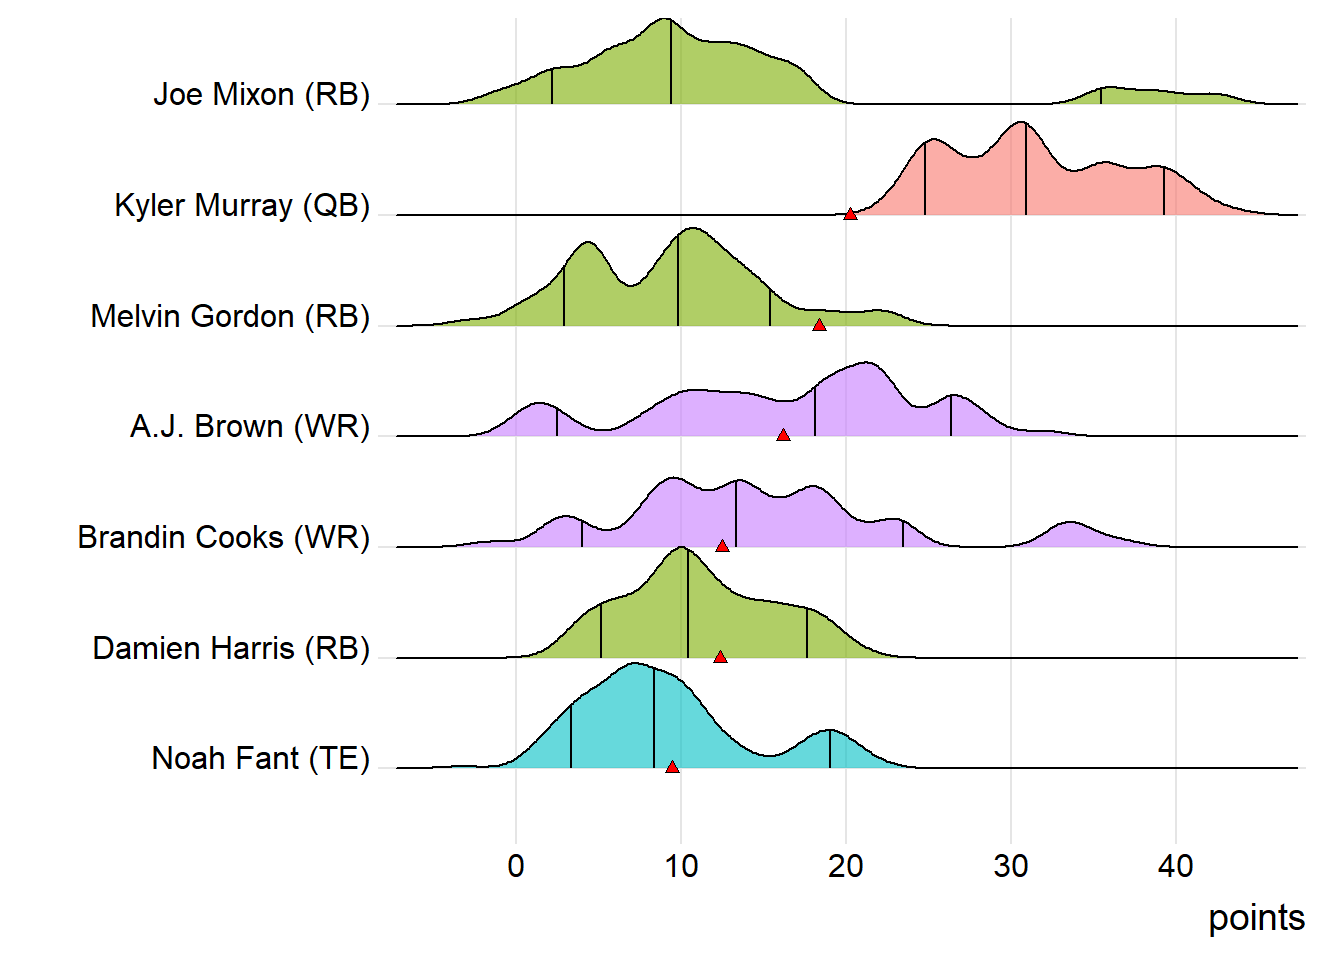 Joe Mixon (RB)
Kyler Murray (QB)
Melvin Gordon (RB)
A.J. Brown (WR)
Brandin Cooks (WR)
Damien Harris (RB)
Noah Fant (TE)
0 10 20 30 40
points